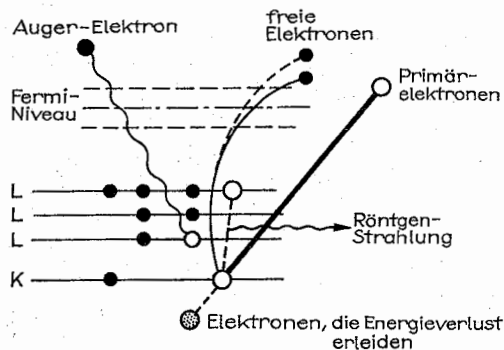 Auger-Elektron
freie
Elektronen
Primär-
elektronen
Fermi-
Niveau
L
L
L
Röntgen-
Strahlung
K
Elektronen, die Energieverlust
erleiden